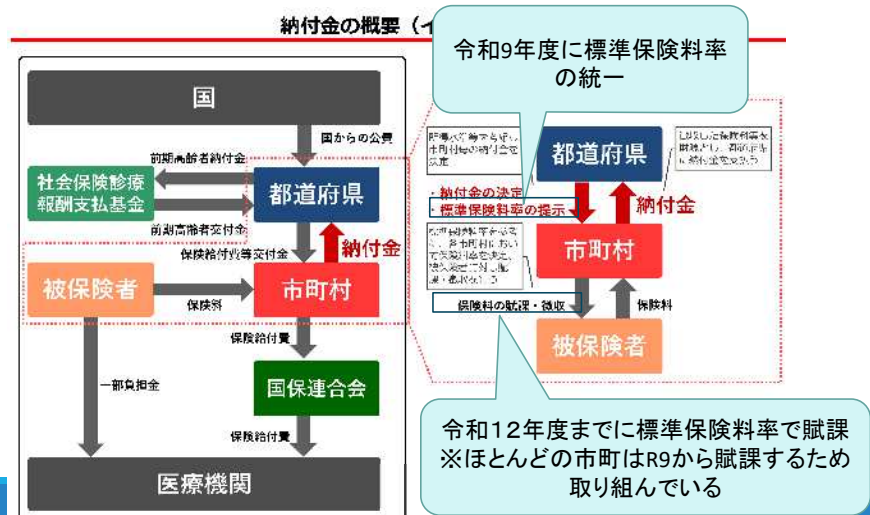 納付金の概要（イ
令和9年度に標準保険料率
の統一
国
国からの公費
前期高齢者納付金
社会保険診療
報酬支払基金
都道府県
前期高齢者交付金
保険給付費等交付金
納付金
被保険者
保険料
市町村
保険給付費
一部負担金
国保連合会
保険給付費
医療機関
都道府県
・納付金の決定
・標準保険料率の提示
納付金
市町村
保険料の賦課・徴収
保険料
被保険者
令和１２年度までに標準保険料率で賦課
※ほとんどの市町はR9から賦課するため
取り組んでいる